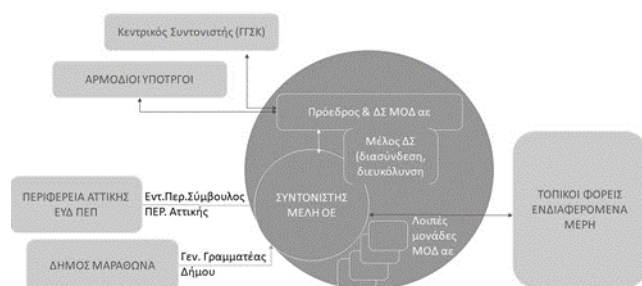 Κεντρικός Συντονιστής (ΓΓΣΚ)
ΑΡΜΟΔΙΟΙ ΥΠΟΤΡΓΟΙ
Πρόεδρος & ΔΣ ΜΟΔ αε
Μέλος ΔΣ
(διασύνδεση,
διευκόλυνση
ΠΕΡΙΦΕΡΕΙΑ ΑΤΤΙΚΗΣ
ΕΥΔ ΠΕΠ
Εντ.Περ.Σύμβουλος
ΠΕΡ. Αττικής
ΣΥΝΤΟΝΙΣΤΗΣ
ΜΕΛΗ ΟΕ
ΤΟΠΙΚΟΙ ΦΟΡΕΙΣ
ΕΝΔΙΑΦΕΡΟΜΕΝΑ
ΜΕΡΗ
Λοιπές
μονάδες
ΜΟΔ αε
ΔΗΜΟΣ ΜΑΡΑΘΩΝΑ
Γεν. Γραμματέας
Δήμου